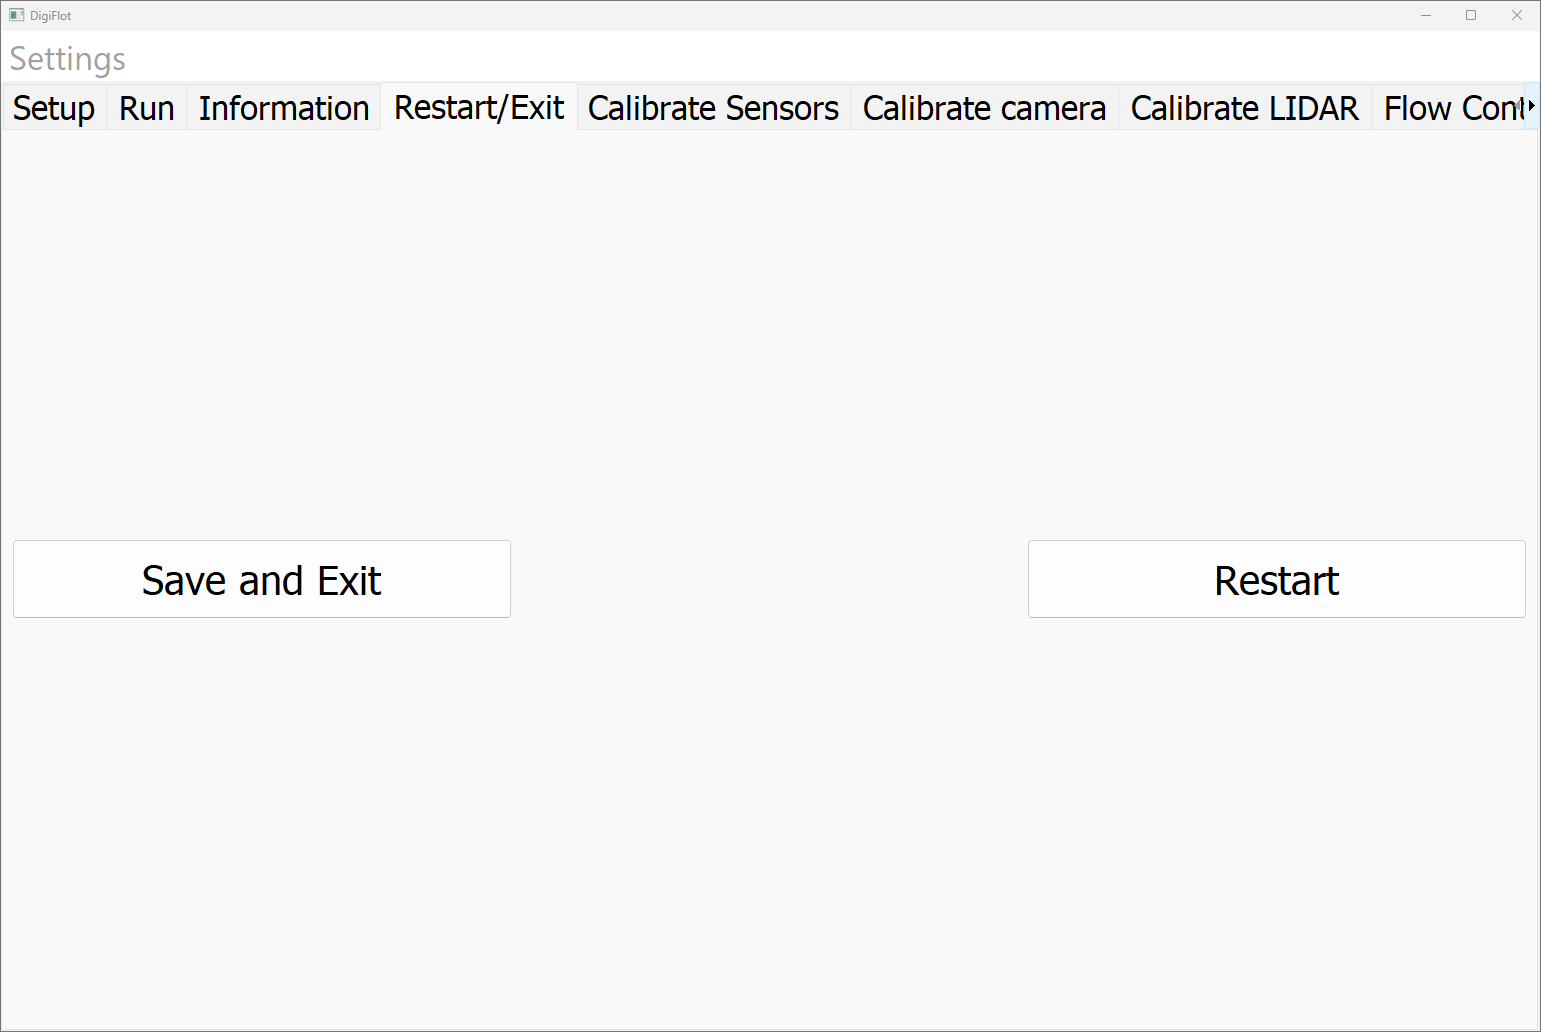 DigiFlot
Settings
Setup Run Information Restart/Exit Calibrate Sensors Calibrate camera Calibrate LIDAR Flow Cont
Save and Exit Restart